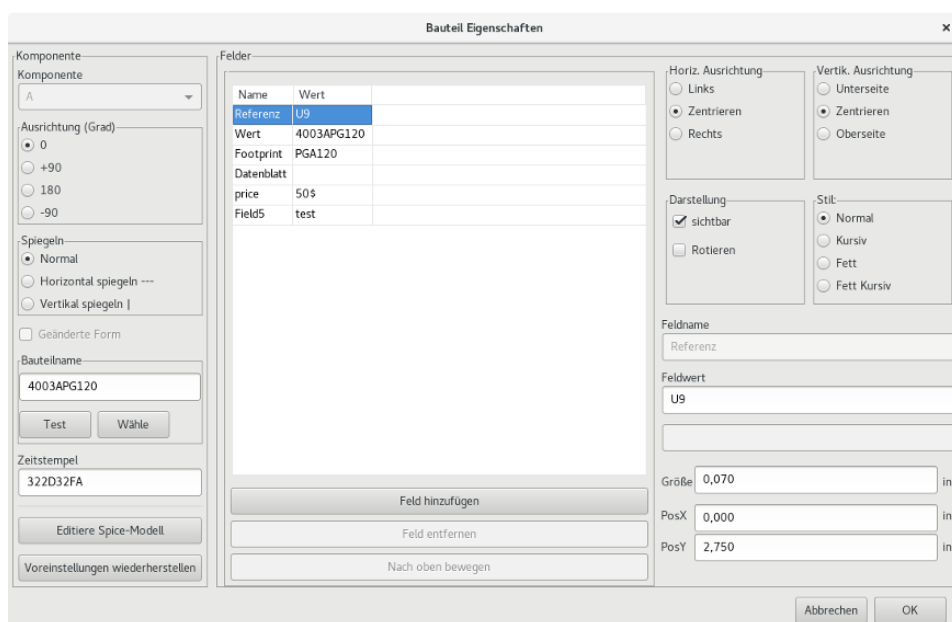 Bauteil Eigenschaften
Komponente
Komponente
A
Ausrichtung (Grad)
0
+90
180
-90
Spiegeln
Normal
Horizontal spiegeln ---
Vertikal spiegeln |
Geänderte Form
Bauteilname
4003APG120
Test Wähle
Zeitstempel
322D32FA
Editiere Spice-Modell
Voreinstellungen wiederherstellen
Felder
Name Wert
Referenz U9
Wert 4003APG120
Footprint PGA120
Datenblatt
price 50$
Field5 test
Feld hinzufügen
Feld entfernen
Nach oben bewegen
Horiz. Ausrichtung
Links
Zentrieren
Rechts
Vertik. Ausrichtung
Unterseite
Zentrieren
Oberseite
Darstellung
sichtbar
Rotieren
Stil:
Normal
Kursiv
Fett
Fett Kursiv
Feldname
Referenz
Feldwert
U9
Größe 0,070 in
PosX 0,000 in
PosY 2,750 in
Abbrechen OK